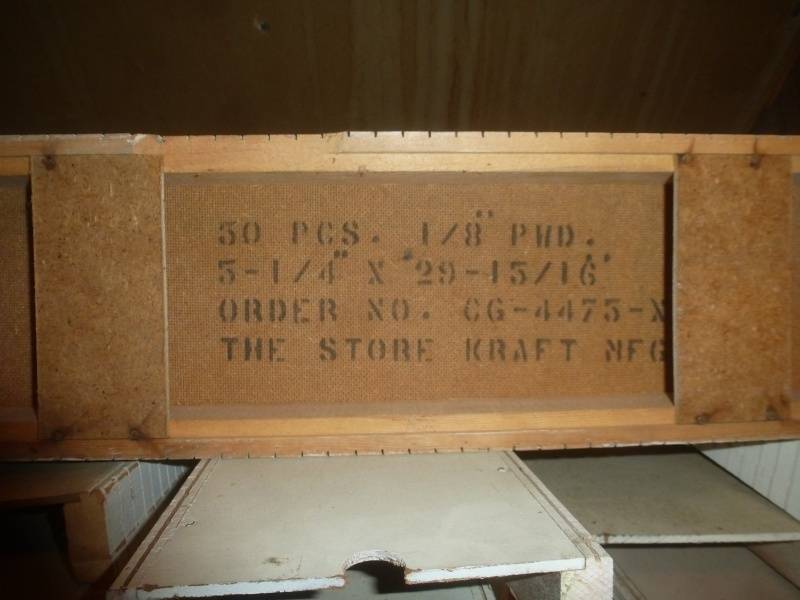 50 PCS. 1/8" PWD.
5-1/4" X "29-15/16"
ORDER NO. CG-4475-X
THE STORE KRAFT MFG